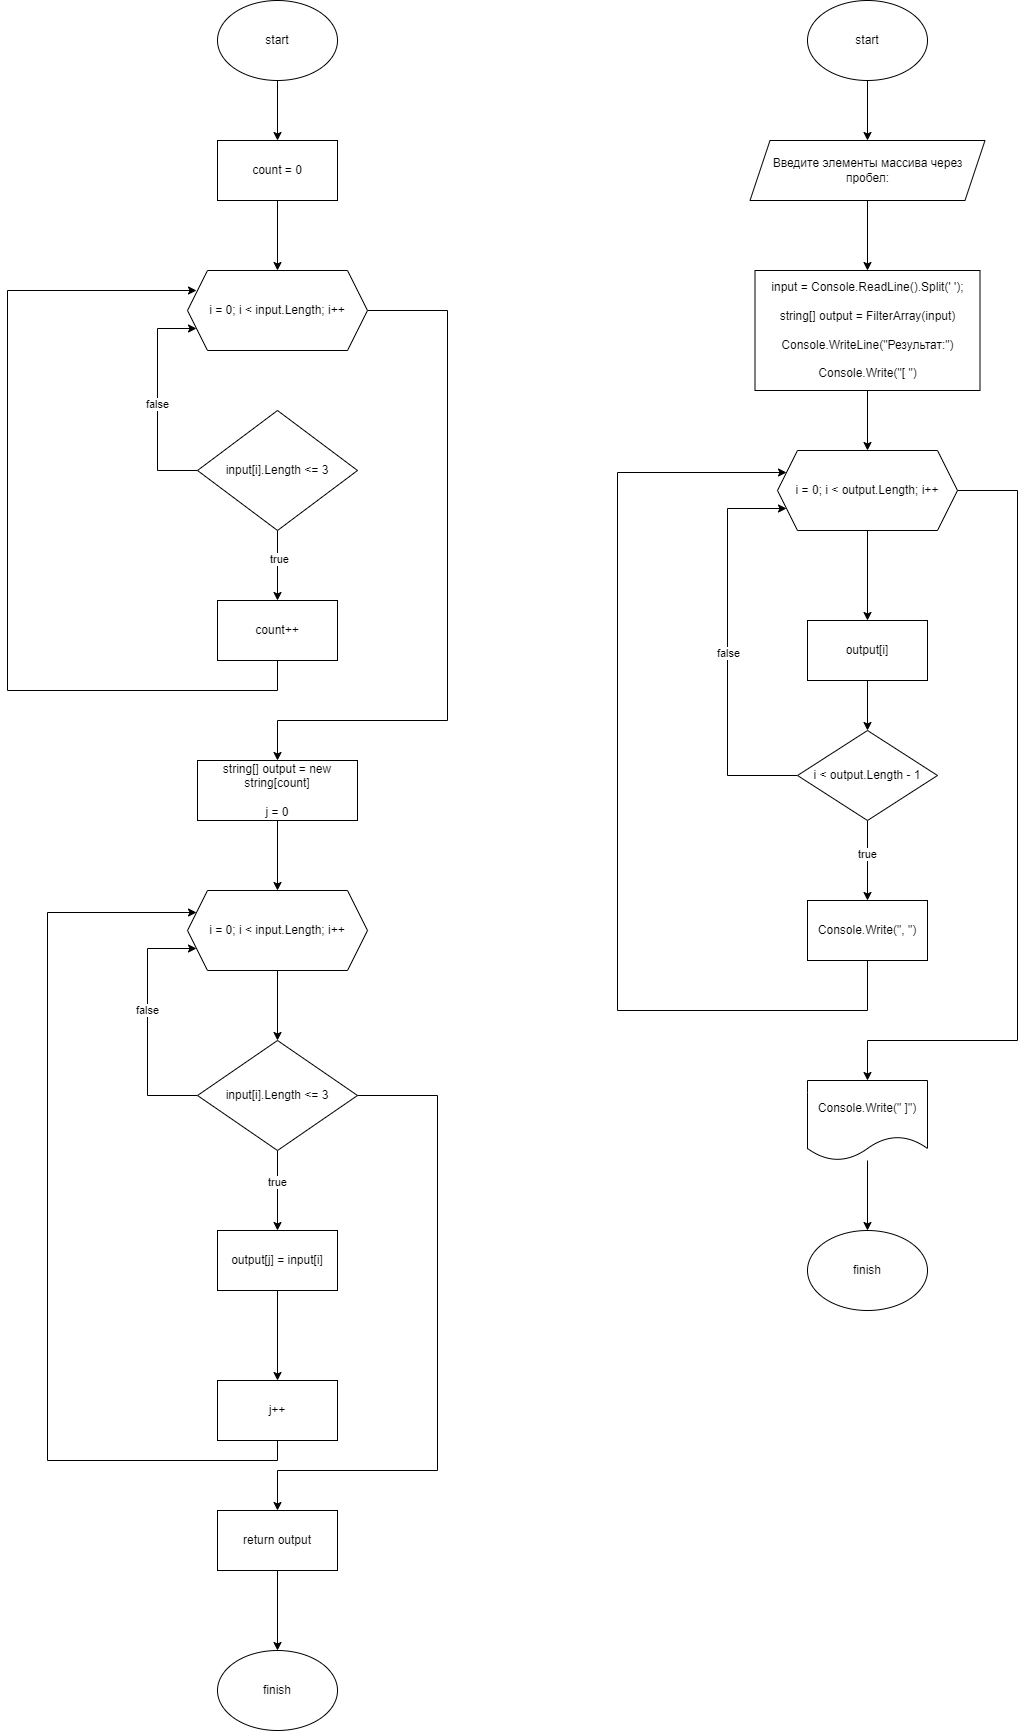 start
count = 0
i = 0; i < input.Length; i++
false
input[i].Length <= 3
true
count++
string[] output = new
string[count]
j = 0
i = 0; i < input.Length; i++
false
input[i].Length <= 3
true
output[j] = input[i]
j++
return output
finish
start
Введите элементы массива через
пробел:
input = Console.ReadLine().Split(' ');
string[] output = FilterArray(input)
Console.WriteLine("Результат:")
Console.Write("[ ")
i = 0; i < output.Length; i++
output[i]
false
i < output.Length - 1
true
Console.Write(", ")
Console.Write(" ]")
finish